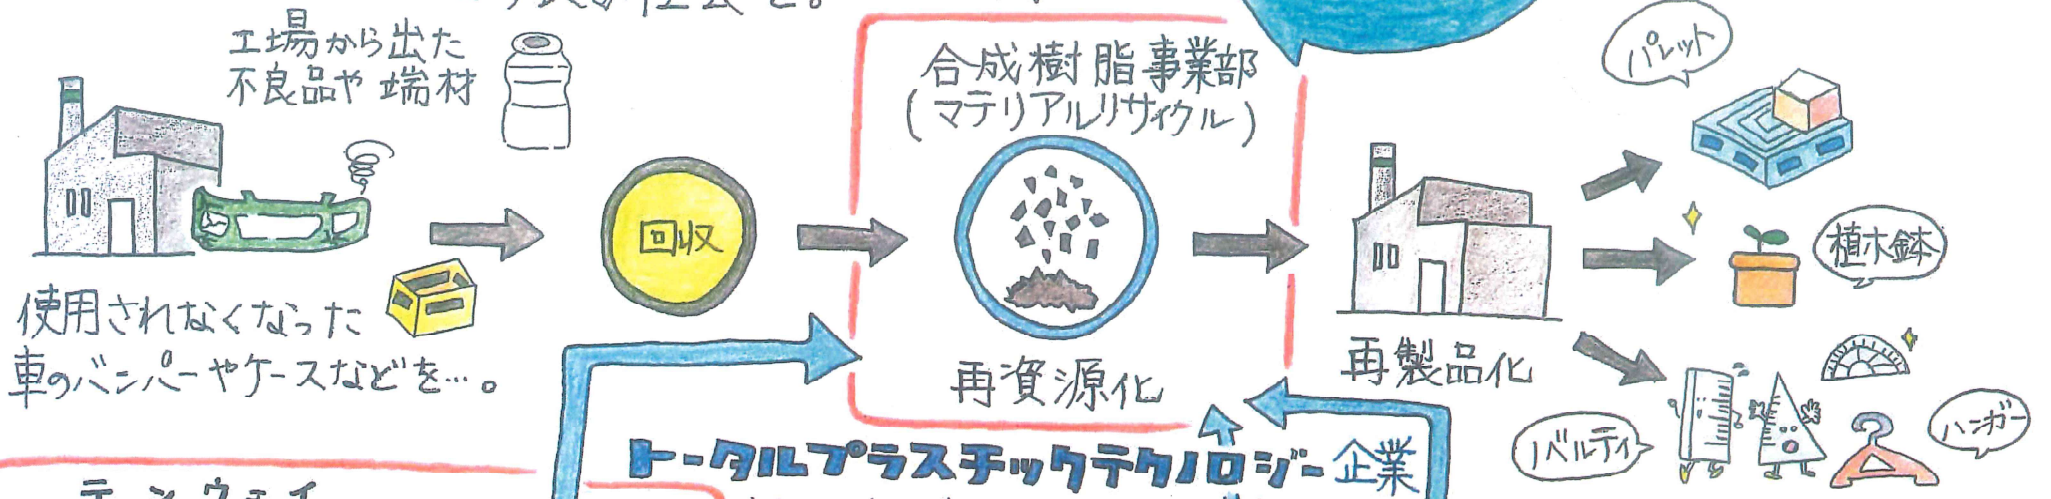 工場から出た
不良品や端材
使用されなくなった
車のバンパーやケースなどを…。
回収
合成樹脂事業部
(マテリアルリサイクル)
再資源化
再製品化
パレット
植木鉢
ノベルティ
ハンガー
トータルプラスチックテクノロジー企業